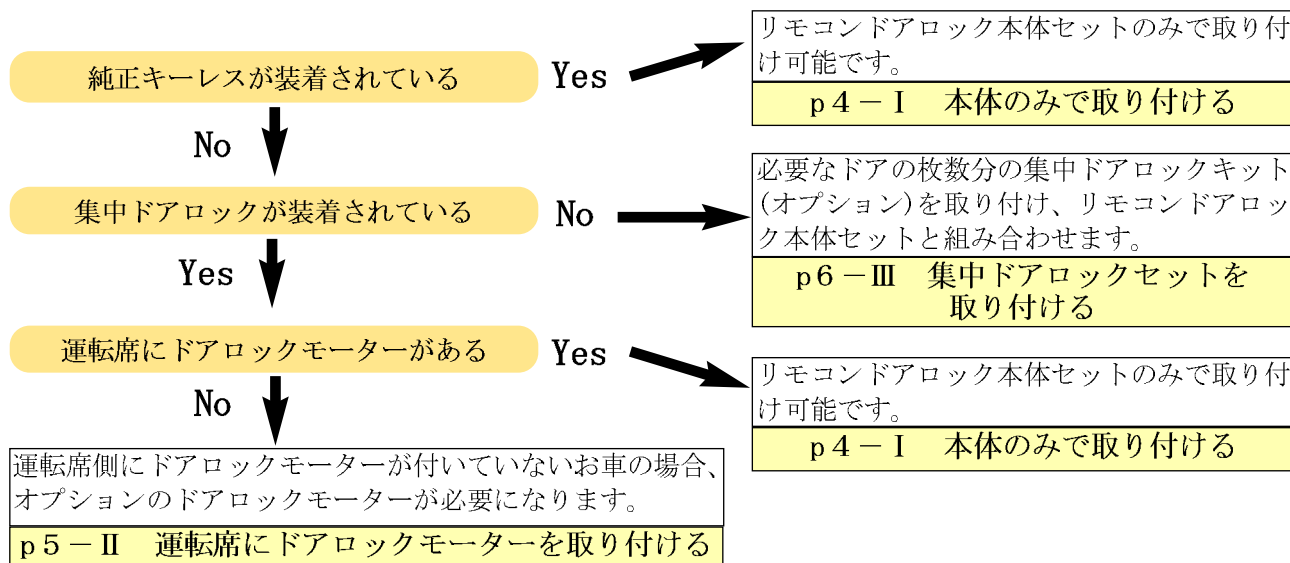 純正キーレスが装着されている
Yes
リモコンドアロック本体セットのみで取り付
け可能です。
p4－Ⅰ 本体のみで取り付ける
No
集中ドアロックが装着されている
No
必要なドアの枚数分の集中ドアロックキット
(オプション)を取り付け、リモコンドアロッ
ク本体セットと組み合わせます。
p6－Ⅲ 集中ドアロックセットを
取り付ける
Yes
運転席にドアロックモーターがある
Yes
リモコンドアロック本体セットのみで取り付
け可能です。
p4－Ⅰ 本体のみで取り付ける
No
運転席側にドアロックモーターが付いていないお車の場合、
オプションのドアロックモーターが必要になります。
p5－Ⅱ 運転席にドアロックモーターを取り付ける